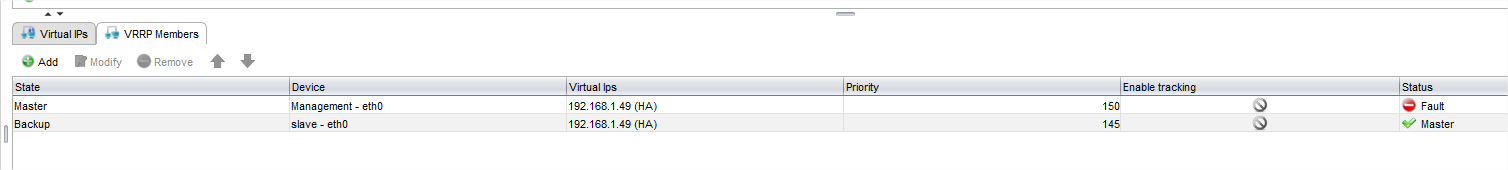 Virtual IPs VRRP Members
Add Modify Remove
State Device Virtual Ips Priority Enable tracking Status
Master Management - eth0 192.168.1.49 (HA) 150 Fault
Backup slave - eth0 192.168.1.49 (HA) 145 Master